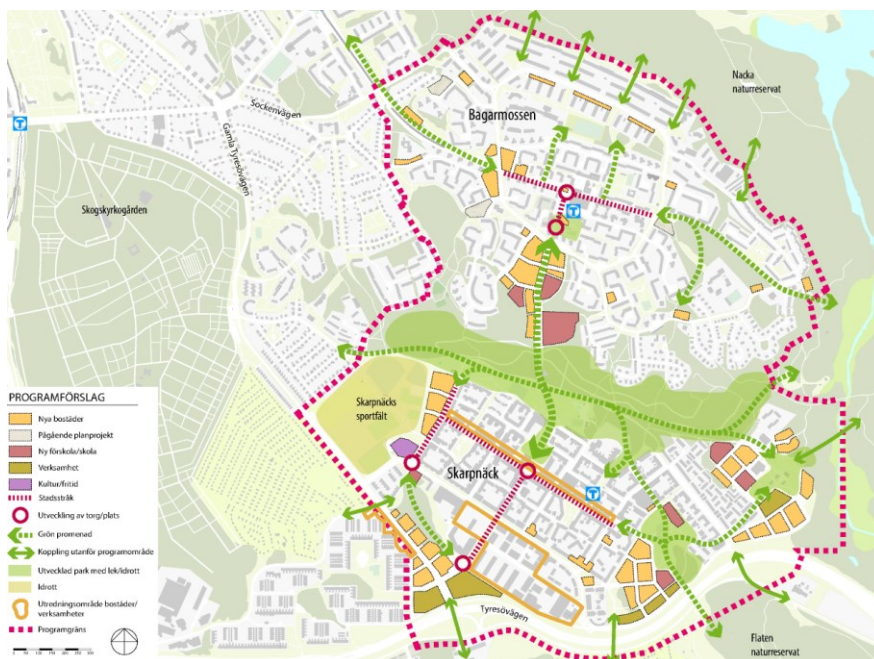 Nacka
naturreservat
Bagarmossen
Sockenvägen
Gamla Tyresövägen
T
Skogskyrkogården
T
Skarpnäcks
sportfält
Skarpnäck
T
Tyresövägen
Flaten
naturreservat
PROGRAMFÖRSLAG
Nya bostäder
Pågående planprojekt
Ny förskola/skola
Verksamhet
Kultur/fritid
Stadsstråk
Utveckling av torg/plats
Grön promenad
Koppling utanför programområde
Utvecklad park med lek/idrott
Idrott
Utredningsområde bostäder/
verksamheter
Programgräns